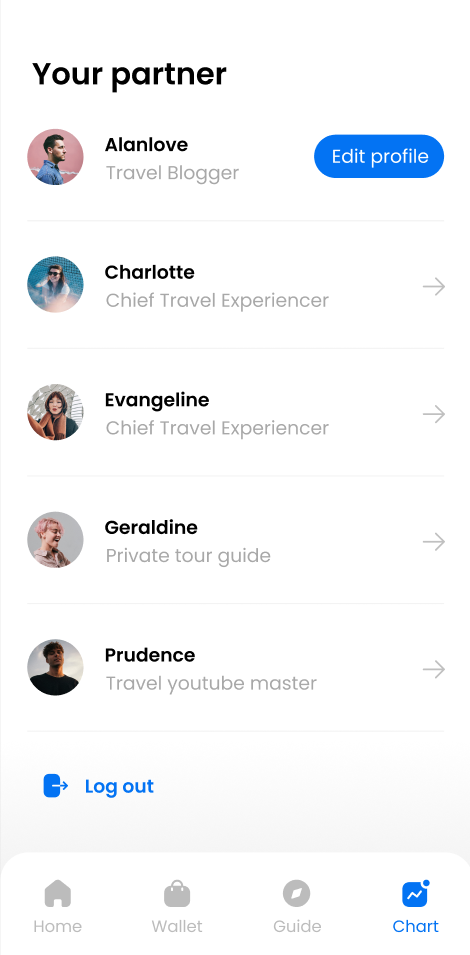 Your partner
Alanlove
Travel Blogger
Edit profile
Charlotte
Chief Travel Experiencer
Evangeline
Chief Travel Experiencer
Geraldine
Private tour guide
Prudence
Travel youtube master
Log out
Home
Wallet
Guide
Chart